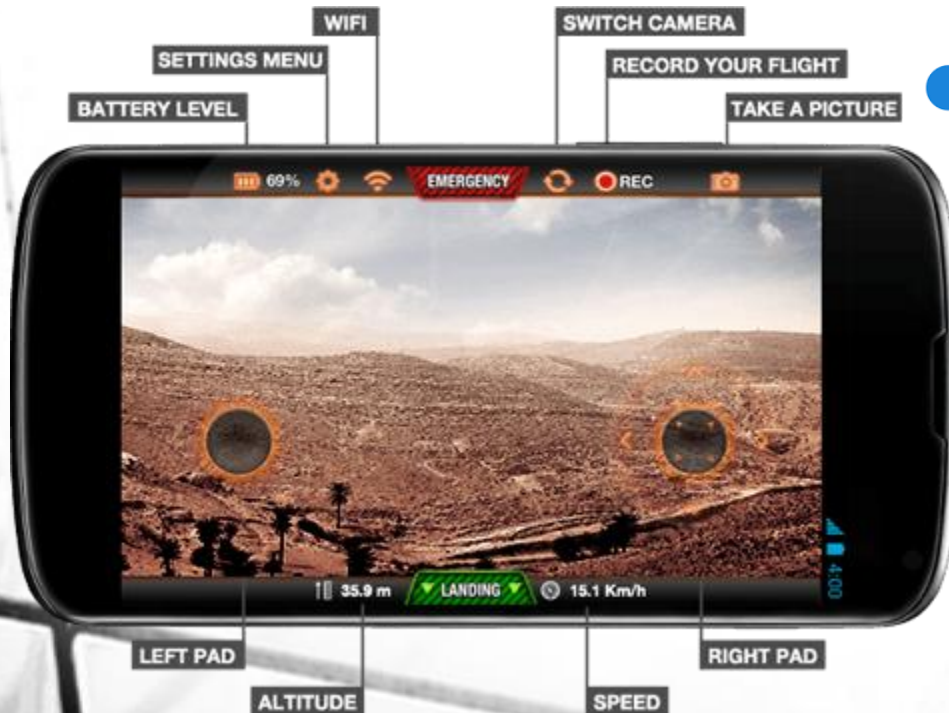 WIFI
SWITCH CAMERA
SETTINGS MENU
RECORD YOUR FLIGHT
BATTERY LEVEL
TAKE A PICTURE
69%
EMERGENCY
REC
4:00
35.9 m
LANDING
15.1 Km/h
LEFT PAD
RIGHT PAD
ALTITUDE
SPEED